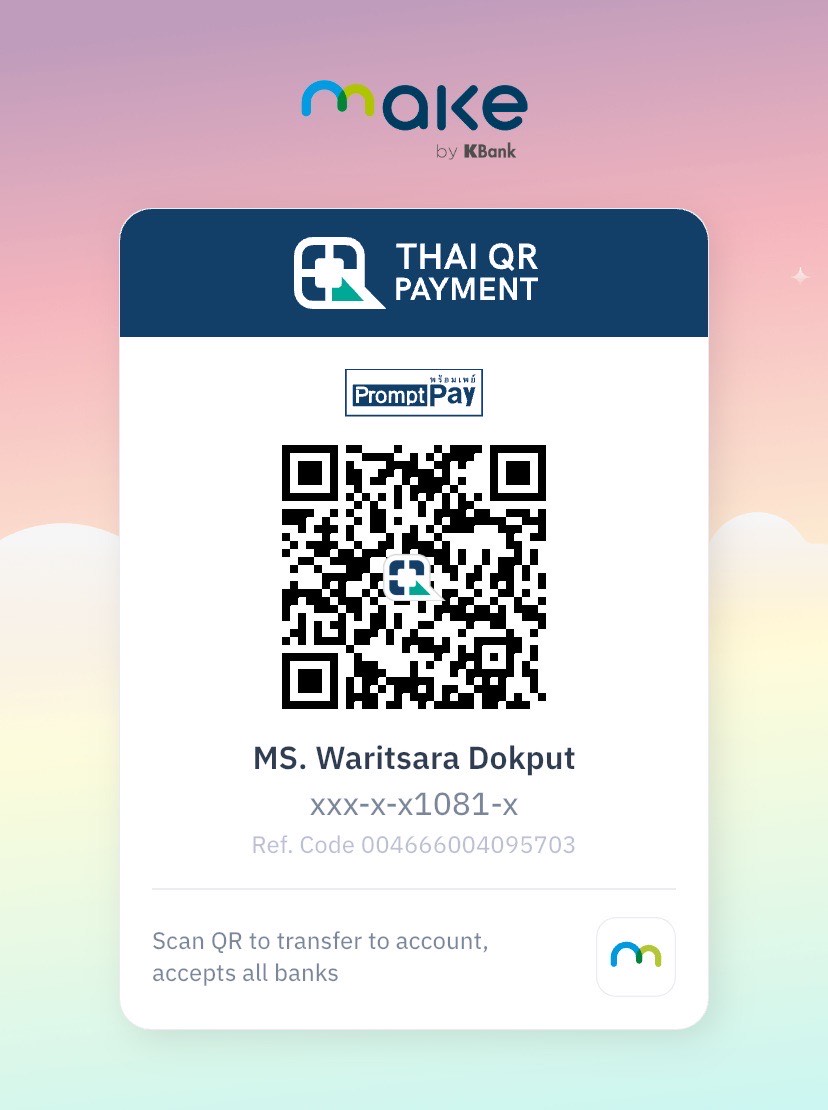 make
by KBank
THAI QR
PAYMENT
พร้อมเพย์
PromptPay
MS. Waritsara Dokput
xxx-x-x1081-x
Ref. Code 004666004095703
Scan QR to transfer to account,
accepts all banks